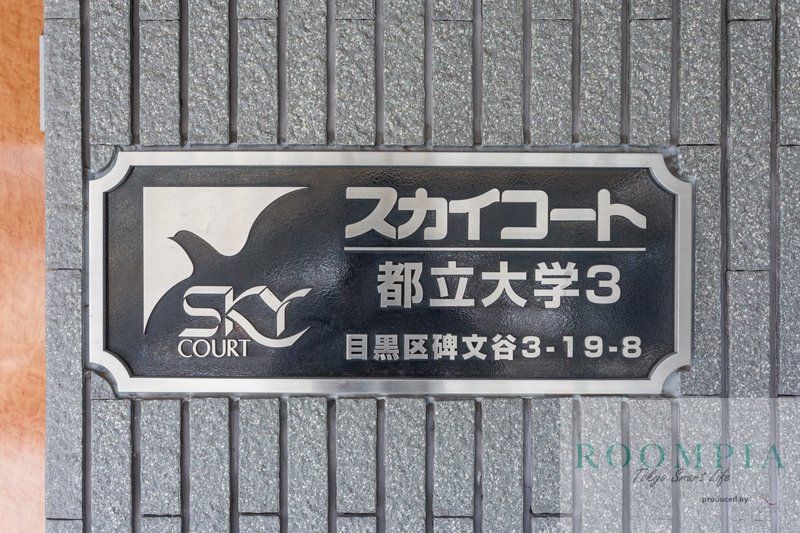 スカイコート
都立大学3
目黒区碑文谷3-19-8
SKY
COURT
ROOMPIA
Tokyo Smar's Life
produced by